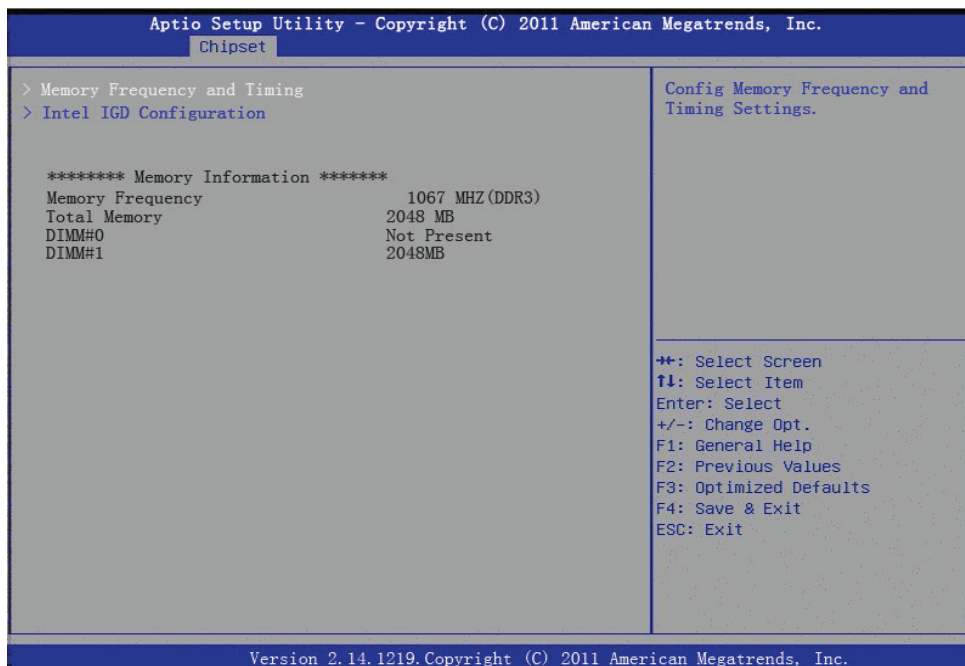 Aptio Setup Utility - Copyright (C) 2011 American Megatrends, Inc.
Chipset
> Memory Frequency and Timing
> Intel IGD Configuration
******** Memory Information *******
Memory Frequency 1067 MHZ(DDR3)
Total Memory 2048 MB
DIMM#0 Not Present
DIMM#1 2048MB
Config Memory Frequency and
Timing Settings.
→←: Select Screen
↑↓: Select Item
Enter: Select
+/-: Change Opt.
F1: General Help
F2: Previous Values
F3: Optimized Defaults
F4: Save & Exit
ESC: Exit
Version 2.14.1219.Copyright (C) 2011 American Megatrends, Inc.